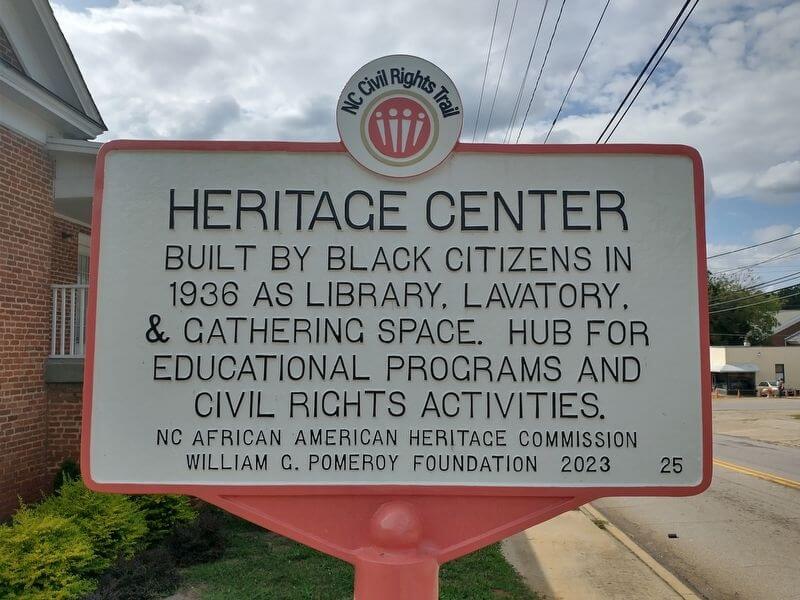 NC Civil Rights Trail
HERITAGE CENTER
BUILT BY BLACK CITIZENS IN
1936 AS LIBRARY, LAVATORY,
& GATHERING SPACE. HUB FOR
EDUCATIONAL PROGRAMS AND
CIVIL RIGHTS ACTIVITIES.
NC AFRICAN AMERICAN HERITAGE COMMISSION
WILLIAM G. POMEROY FOUNDATION 2023 25